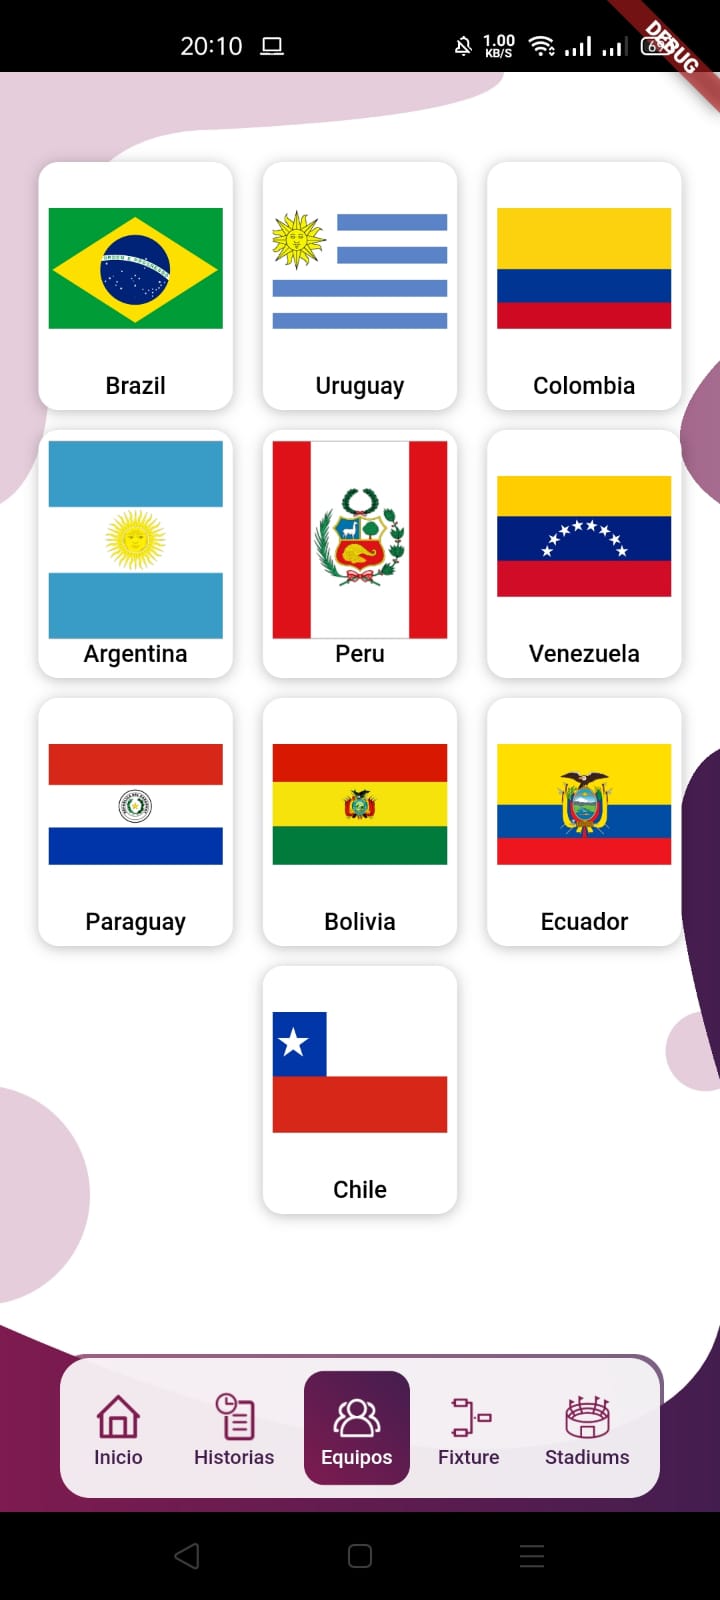 20:10
1.00
KB/S
DEBUG
Brazil
Uruguay
Colombia
Argentina
Peru
Venezuela
Paraguay
Bolivia
Ecuador
Chile
Inicio
Historias
Equipos
Fixture
Stadiums